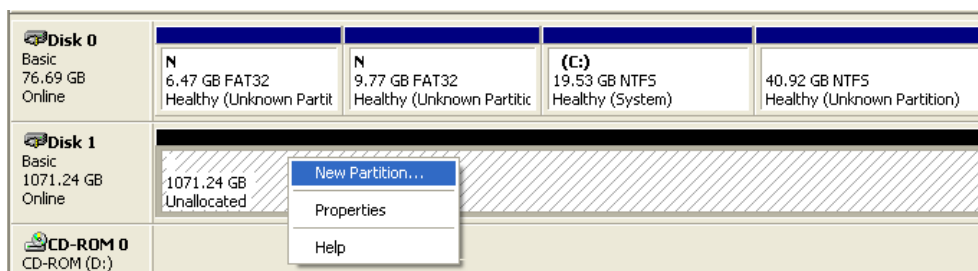 Disk 0
Basic
76.69 GB
Online
N
6.47 GB FAT32
Healthy (Unknown Partit
N
9.77 GB FAT32
Healthy (Unknown Partitic
(C:)
19.53 GB NTFS
Healthy (System)
40.92 GB NTFS
Healthy (Unknown Partition)
Disk 1
Basic
1071.24 GB
Online
1071.24 GB
Unallocated
New Partition...
Properties
Help
CD-ROM 0
CD-ROM (D:)